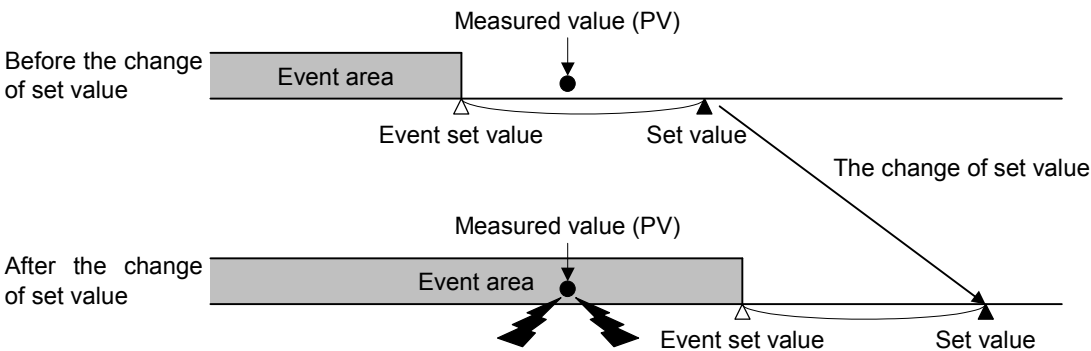 Measured value (PV)
Before the change
of set value
Event area
Event set value
Set value
The change of set value
Measured value (PV)
After the change
of set value
Event area
Event set value
Set value